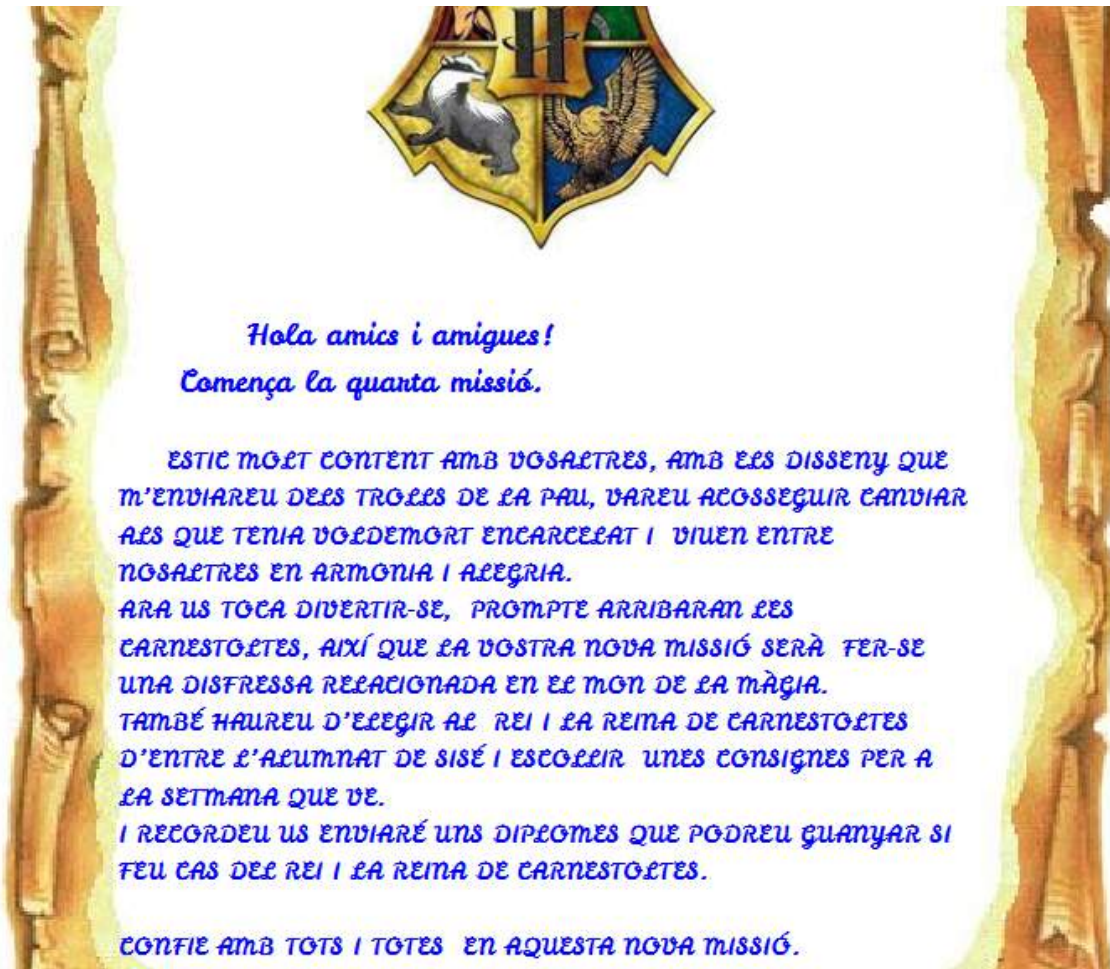 H
Hola amics i amigues!
Comença la quarta missió.
ESTIC MOLT CONTENT AMB VOSALTRES, AMB ELS DISSENY QUE
M'ENVIAREU DELS TROLLS DE LA PAU, VAREU ACOSSEGUIR CANVIAR
ALS QUE TENIA VOLDEMORT ENCARCELAT I VIUEN ENTRE
NOSALTRES EN ARMONIA I ALEGRIA.
ARA US TOCA DIVERTIR-SE, PROMPTE ARRIBARAN LES
CARNESTOLTES, AIXÍ QUE LA VOSTRA NOVA MISSIÓ SERÀ FER-SE
UNA DISFRESSA RELACIONADA EN EL MON DE LA MÀGIA.
TAMBÉ HAUREU D'ELEGIR AL REI I LA REINA DE CARNESTOLTES
D'ENTRE L'ALUMNAT DE SISÉ I ESCOLLIR UNES CONSIGNES PER A
LA SETMANA QUE VE.
I RECORDEU US ENVIARÉ UNS DIPLOMES QUE PODREU GUANYAR SI
FEU CAS DEL REI I LA REINA DE CARNESTOLTES.
CONFIE AMB TOTS I TOTES EN AQUESTA NOVA MISSIÓ.